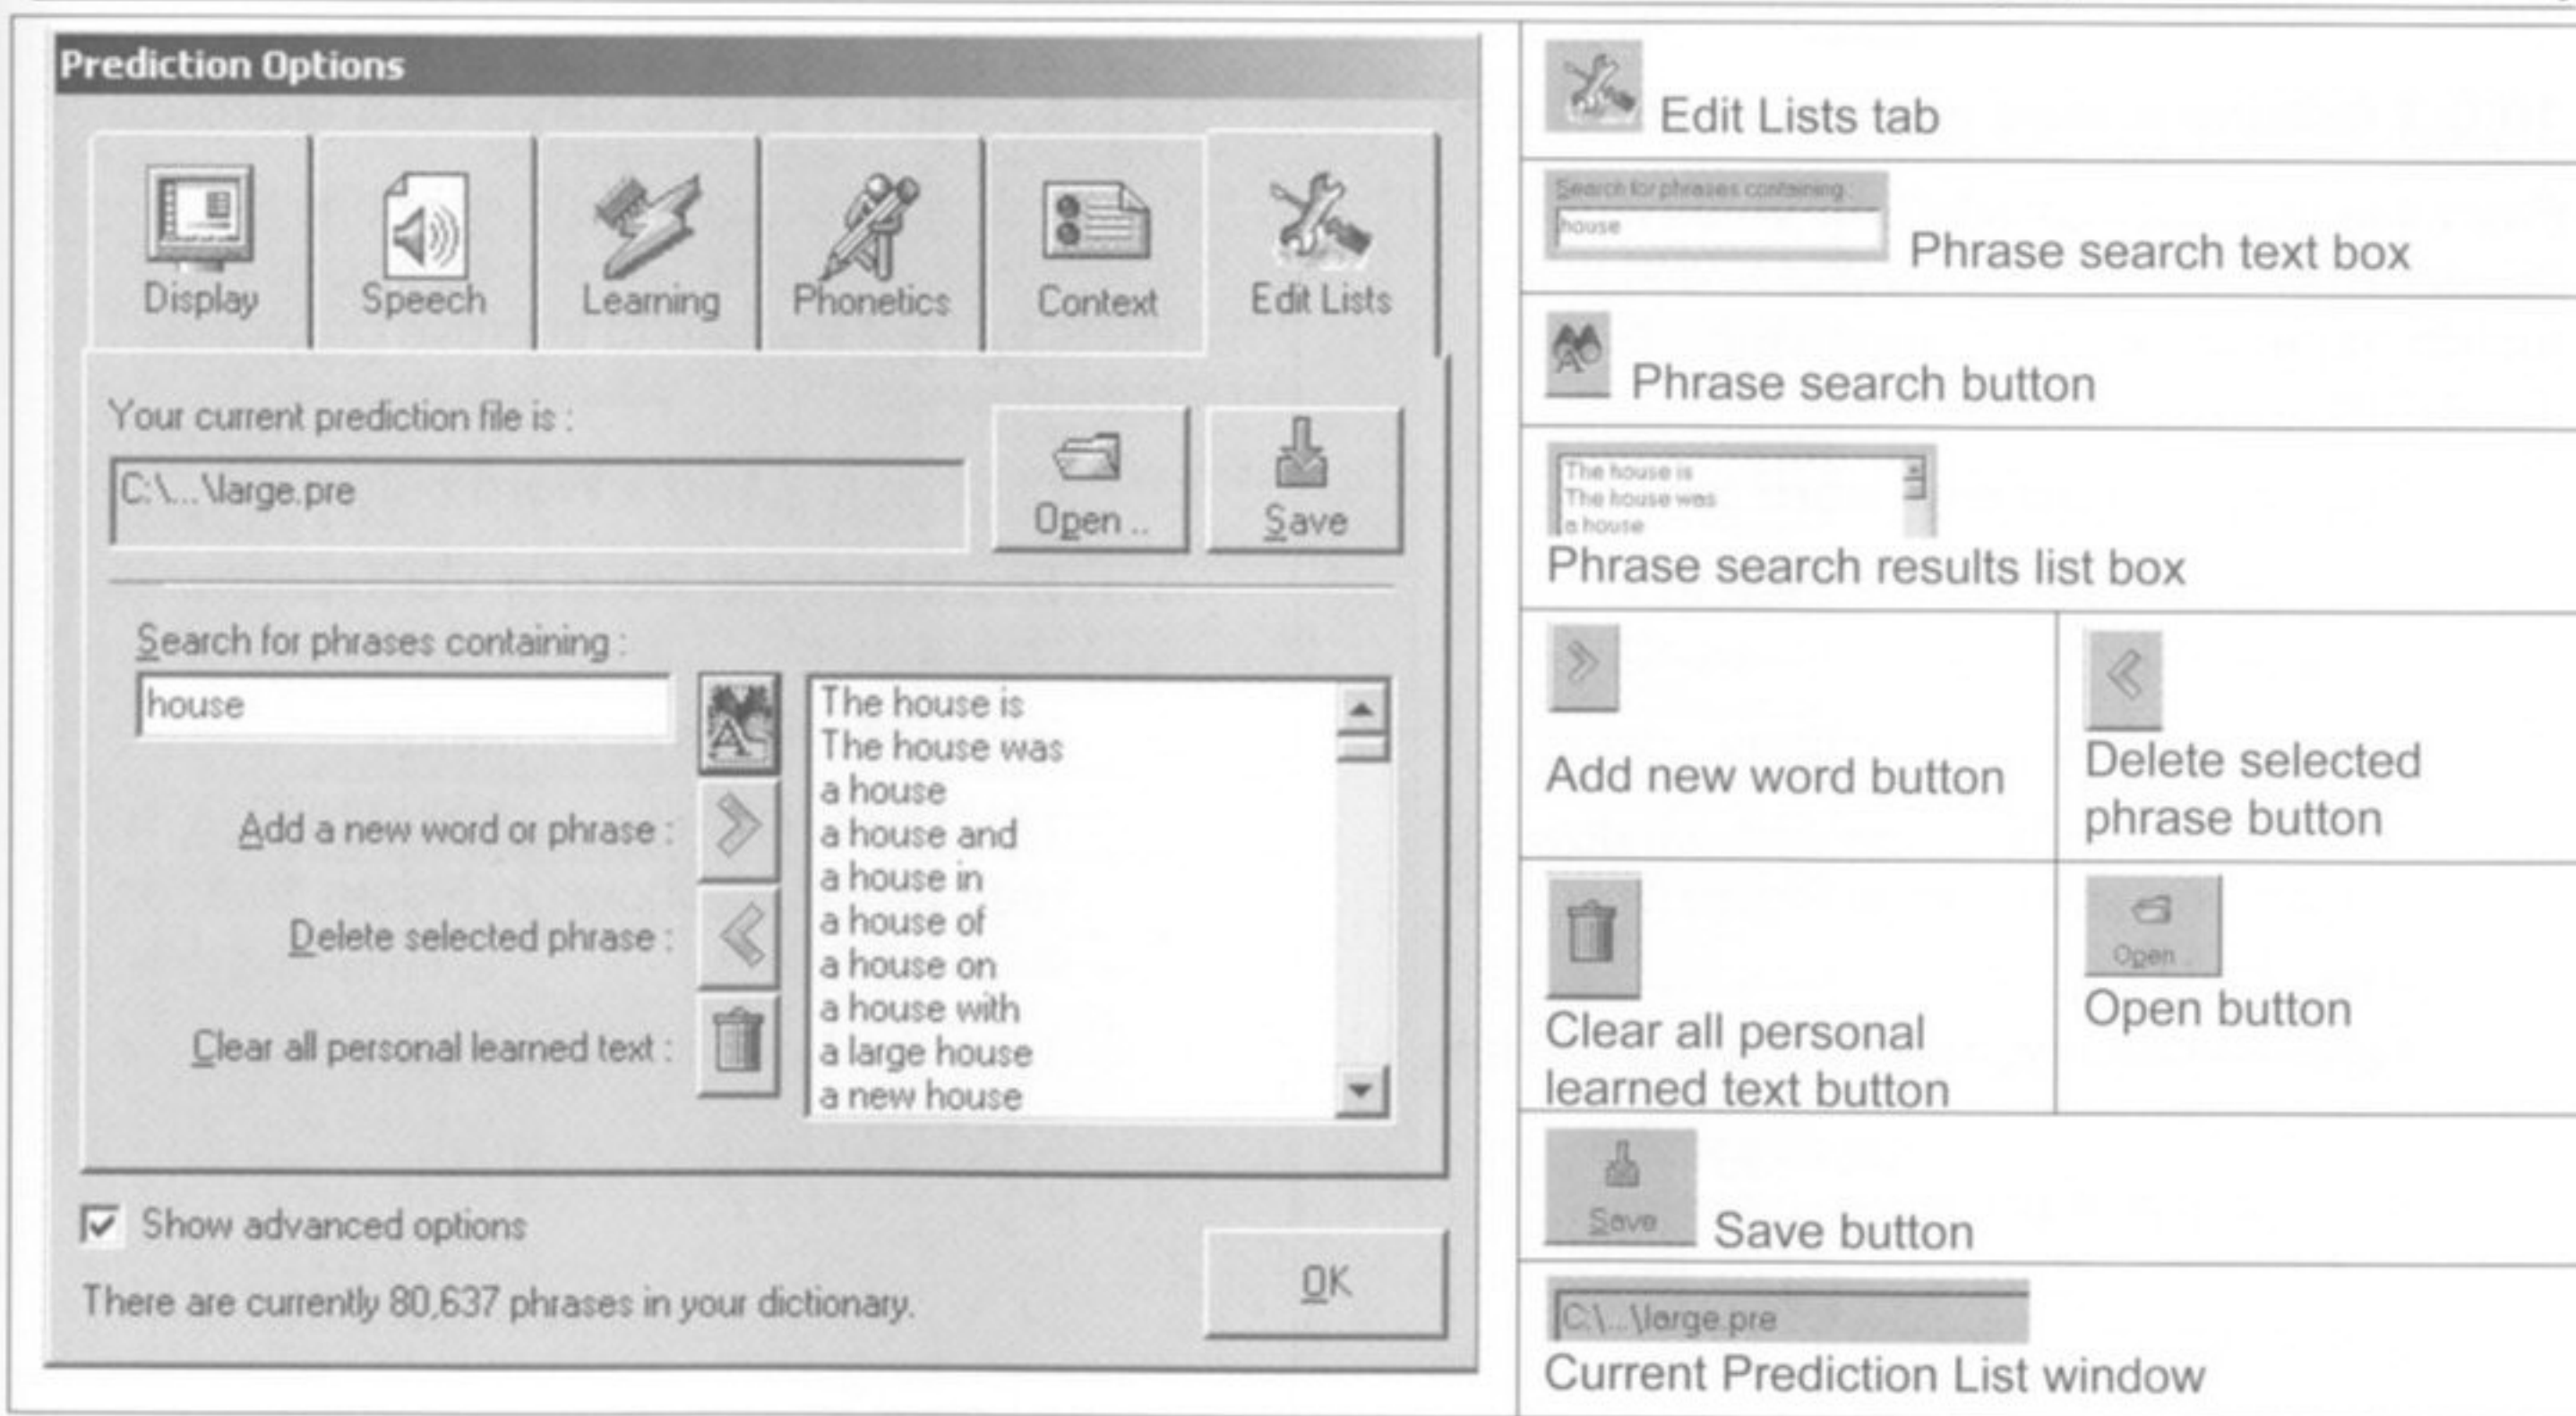 Prediction Options
Display Speech Learning Phonetics Context Edit Lists
Your current prediction file is :
C:\...\large.pre
Open ..
Save
Search for phrases containing :
house
Add a new word or phrase :
Delete selected phrase :
Clear all personal learned text :
The house is
The house was
a house
a house and
a house in
a house of
a house on
a house with
a large house
a new house
Show advanced options
There are currently 80,637 phrases in your dictionary.
OK
Edit Lists tab
Search for phrases containing :
house
Phrase search text box
Phrase search button
The house is
The house was
a house
Phrase search results list box
Add new word button
Delete selected
phrase button
Clear all personal
learned text button
Open ..
Open button
Save
Save button
C:\...\large.pre
Current Prediction List window